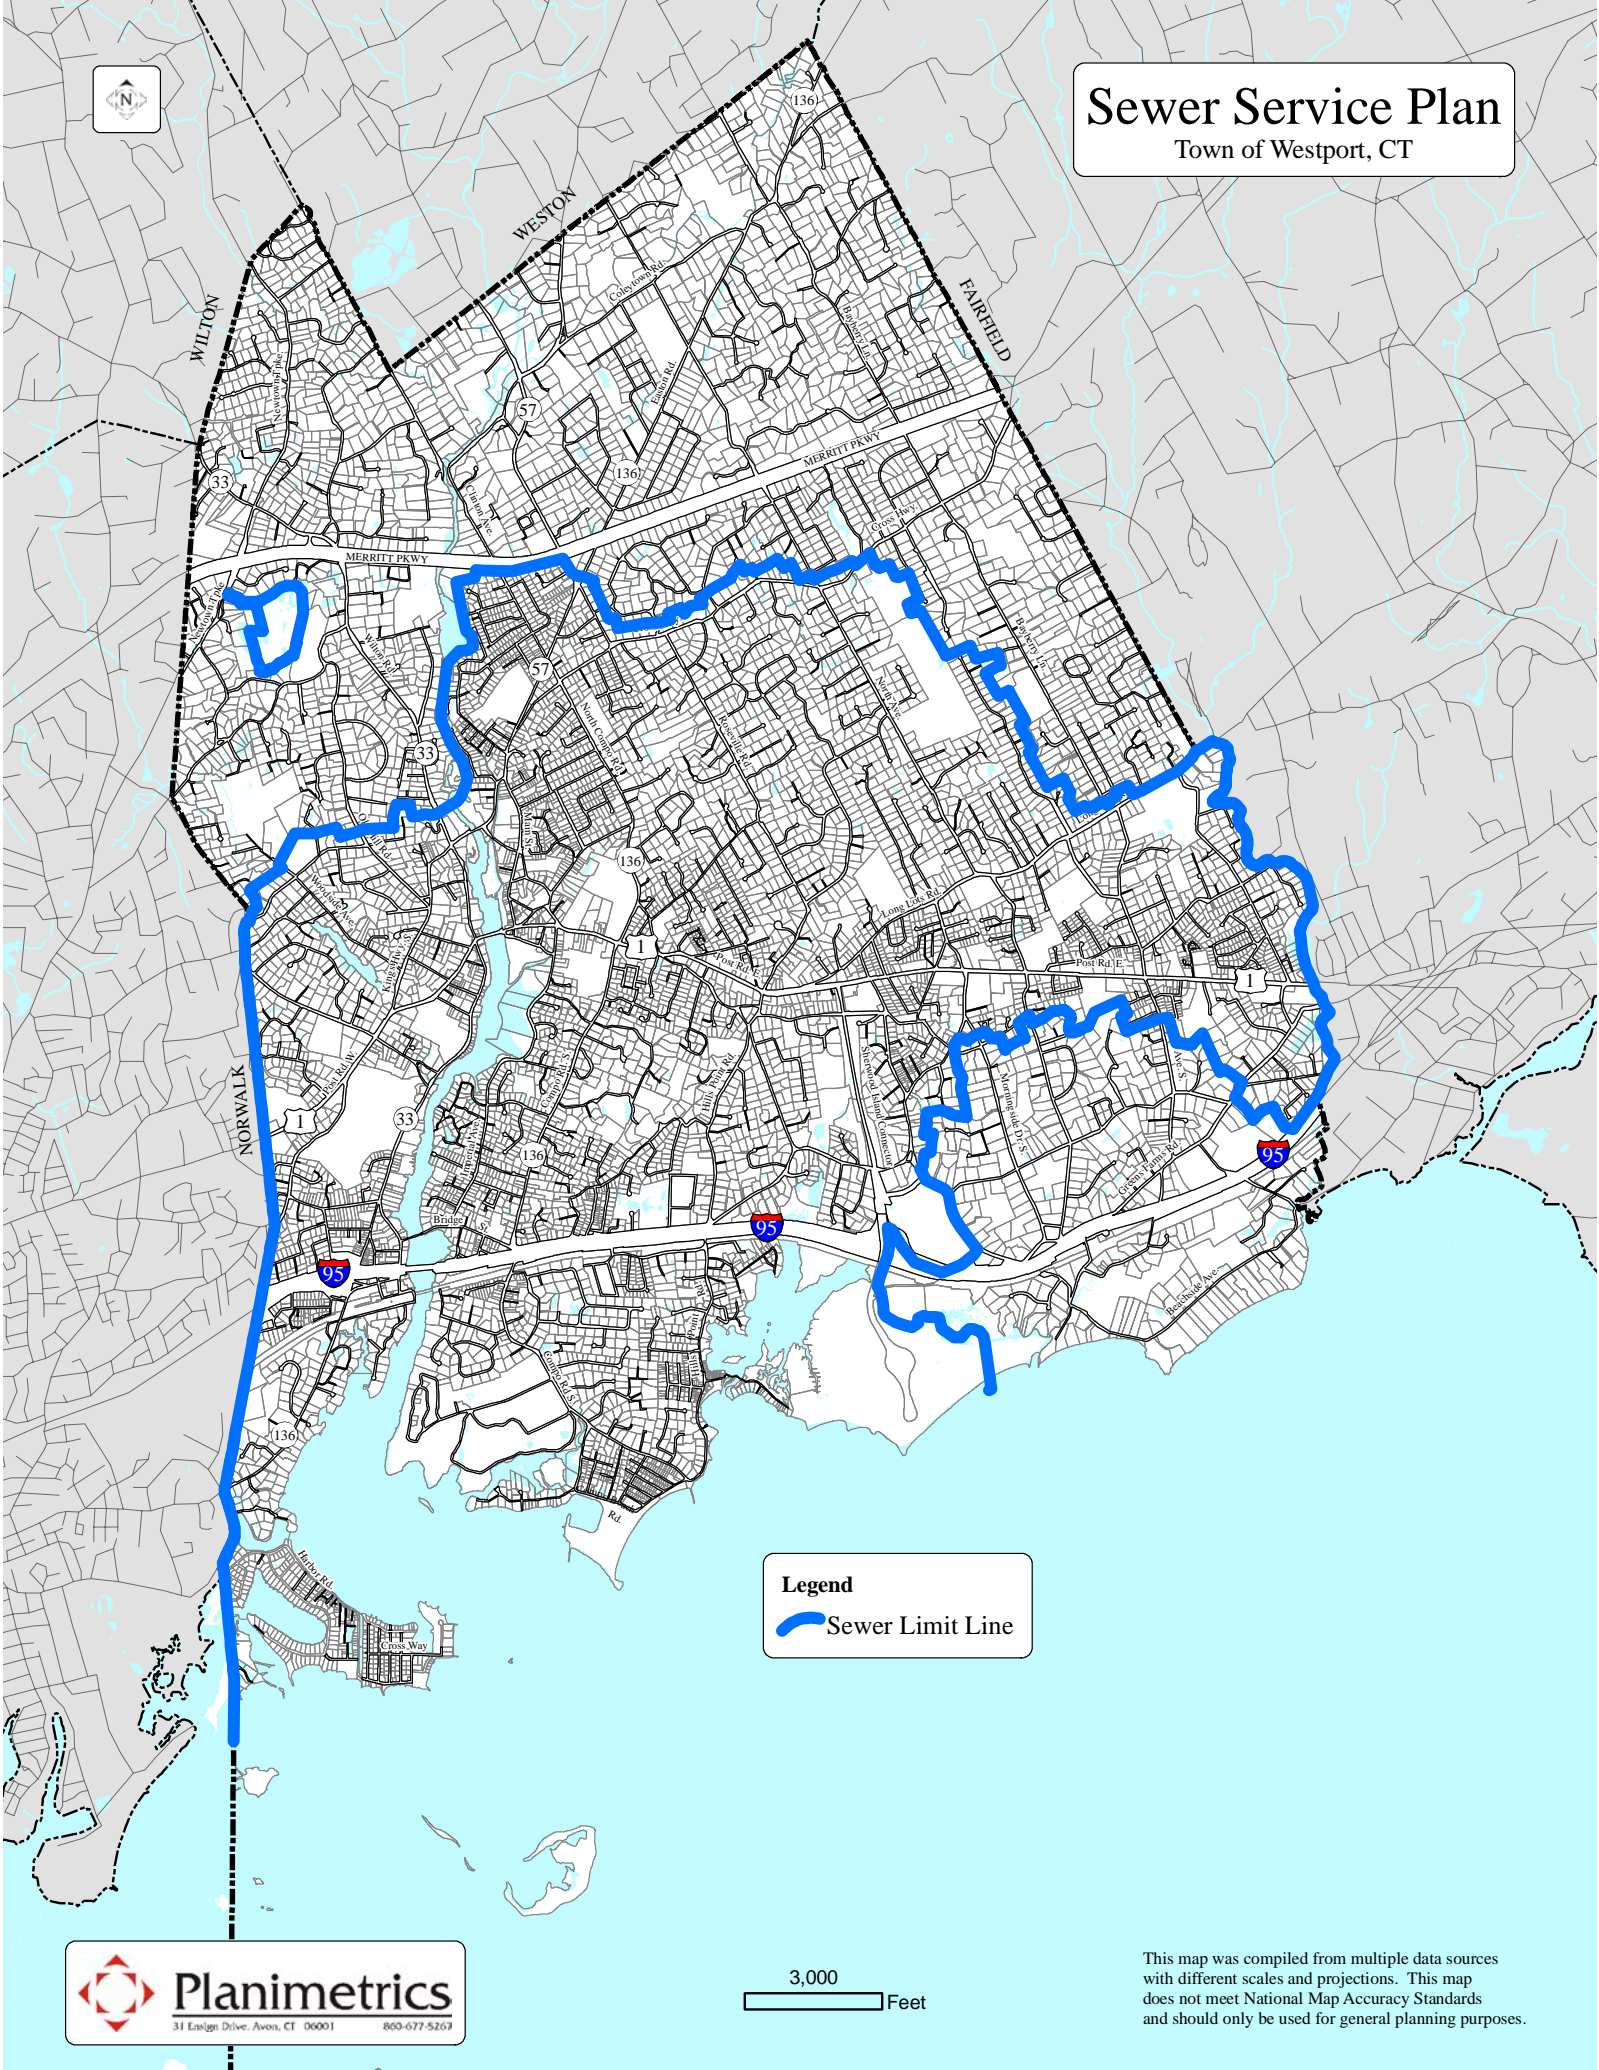 N
Sewer Service Plan
Town of Westport, CT
136
WESTON
Coleytown Rd.
WILTON
FAIRFIELD
Bayberry Ln.
Newtown Tpke.
Easton Rd.
57
MERRITT PKWY
136
33
Clinton Ave.
Cross Hwy.
MERRITT PKWY
Newtown Tpke
Bayberry Ln.
Wilton Rd.
57
North Ave.
North Compo Rd.
Roseville Rd.
33
Main St.
136
Woodside Ave.
Long Lots Rd.
1
Post Rd. E.
Post Rd. E.
1
Post Rd. W.
Sherwood Island Connector
Hills Point Rd.
Compo Rd. S.
Morningside Dr. S.
Ave. S.
NORWALK
1
33
136
Greens Farms Rd.
95
Bridge St.
95
95
Beachside Ave.
Hills Point Rd.
Compo Rd. S.
136
Rd.
Harbor Rd.
Cross Way
Legend
Sewer Limit Line
Planimetrics
31 Ensign Drive, Avon, CT 06001 860-677-5267
3,000
Feet
This map was compiled from multiple data sources
with different scales and projections. This map
does not meet National Map Accuracy Standards
and should only be used for general planning purposes.